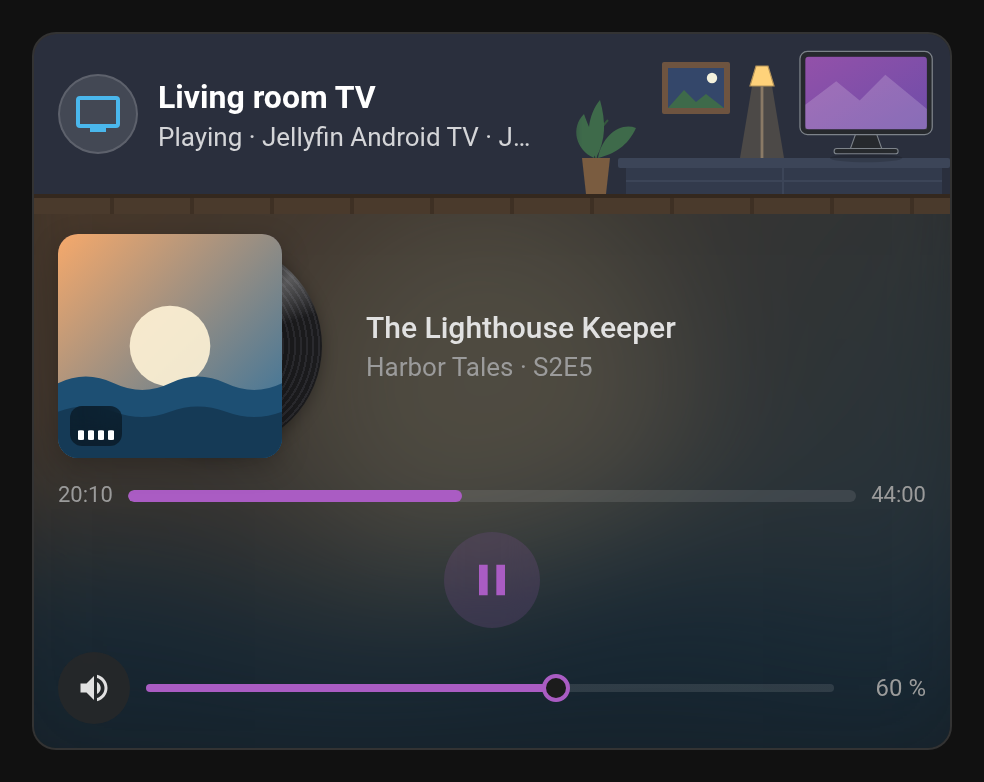 Living room TV
Playing · Jellyfin Android TV · J…
The Lighthouse Keeper
Harbor Tales · S2E5
20:10
44:00
60 %